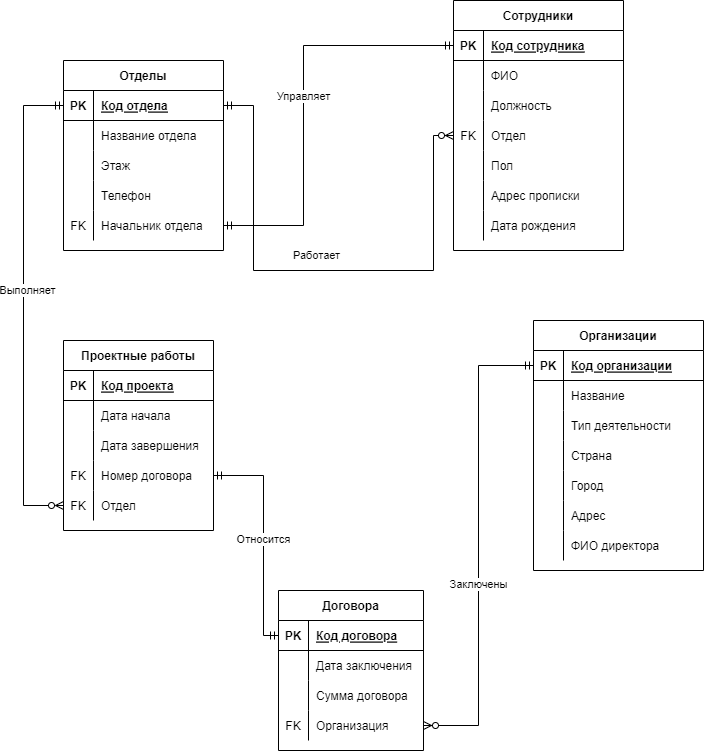 Сотрудники
PK Код сотрудника
ФИО
Должность
FK Отдел
Пол
Адрес прописки
Дата рождения
Управляет
Отделы
PK Код отдела
Название отдела
Этаж
Телефон
FK Начальник отдела
Работает
Выполняет
Проектные работы
PK Код проекта
Дата начала
Дата завершения
FK Номер договора
FK Отдел
Организации
PK Код организации
Название
Тип деятельности
Страна
Город
Адрес
ФИО директора
Относится
Заключены
Договора
PK Код договора
Дата заключения
Сумма договора
FK Организация